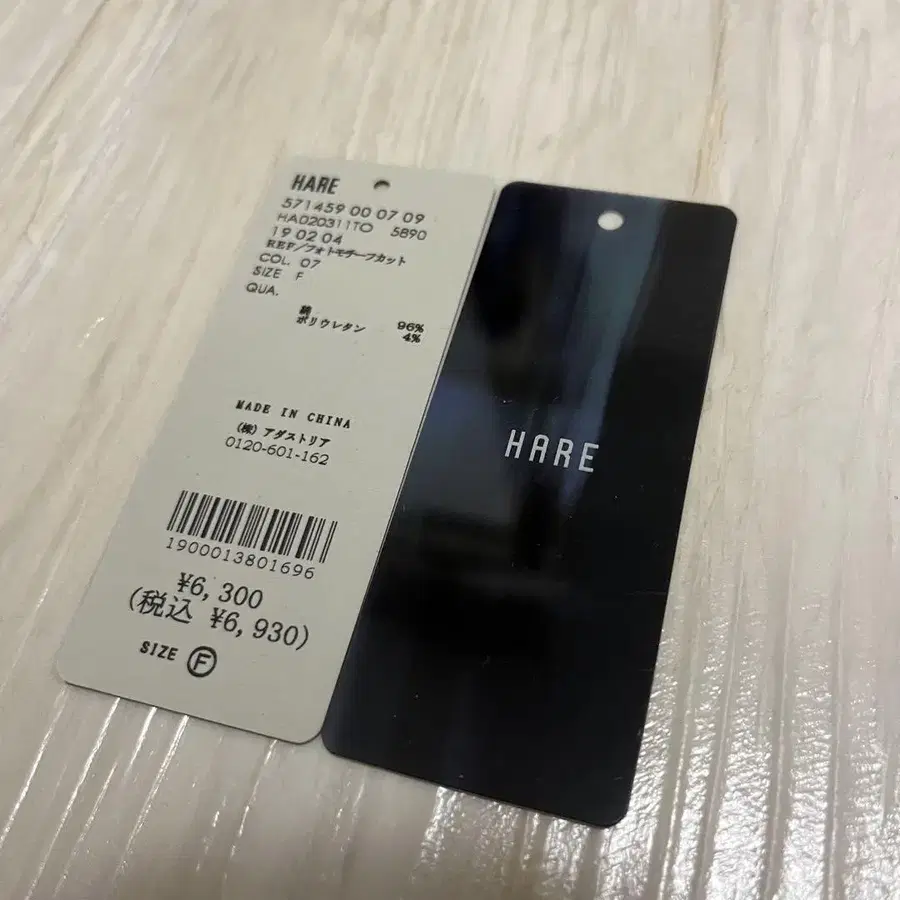 HARE
571459 00 07 09
HA020311TO 5890
19 02 04
REF/フォトモチーフカット
COL. 07
SIZE F
QUA.
綿 96%
ポリウレタン 4%
MADE IN CHINA
(株) アダストリア
0120-601-162
1900013801696
¥6,300
(税込 ¥6,930)
SIZE F
HARE